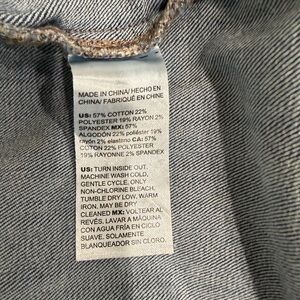 MADE IN CHINA/ HECHO EN
CHINA/ FABRIQUÉ EN CHINE
US: 57% COTTON 22%
POLYESTER 19% RAYON 2%
SPANDEX MX: 57%
ALGODÓN 22% poliéster 19%
rayón 2% elastano CA: 57%
COTON 22% POLYESTER
19% RAYONNE 2% SPANDEX
US: TURN INSIDE OUT,
MACHINE WASH COLD,
GENTLE CYCLE, ONLY
NON-CHLORINE BLEACH,
TUMBLE DRY LOW, WARM
IRON, MAY BE DRY
CLEANED MX: VOLTEAR AL
REVÉS. LAVAR A MÁQUINA
CON AGUA FRÍA EN CICLO
SUAVE. SOLAMENTE
BLANQUEADOR SIN CLORO.